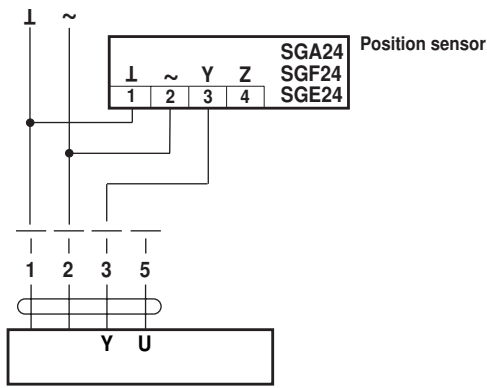 ⊥ ~
SGA24 Position sensor
⊥ ~ Y Z SGF24
1 2 3 4 SGE24
1 2 3 5
Y U